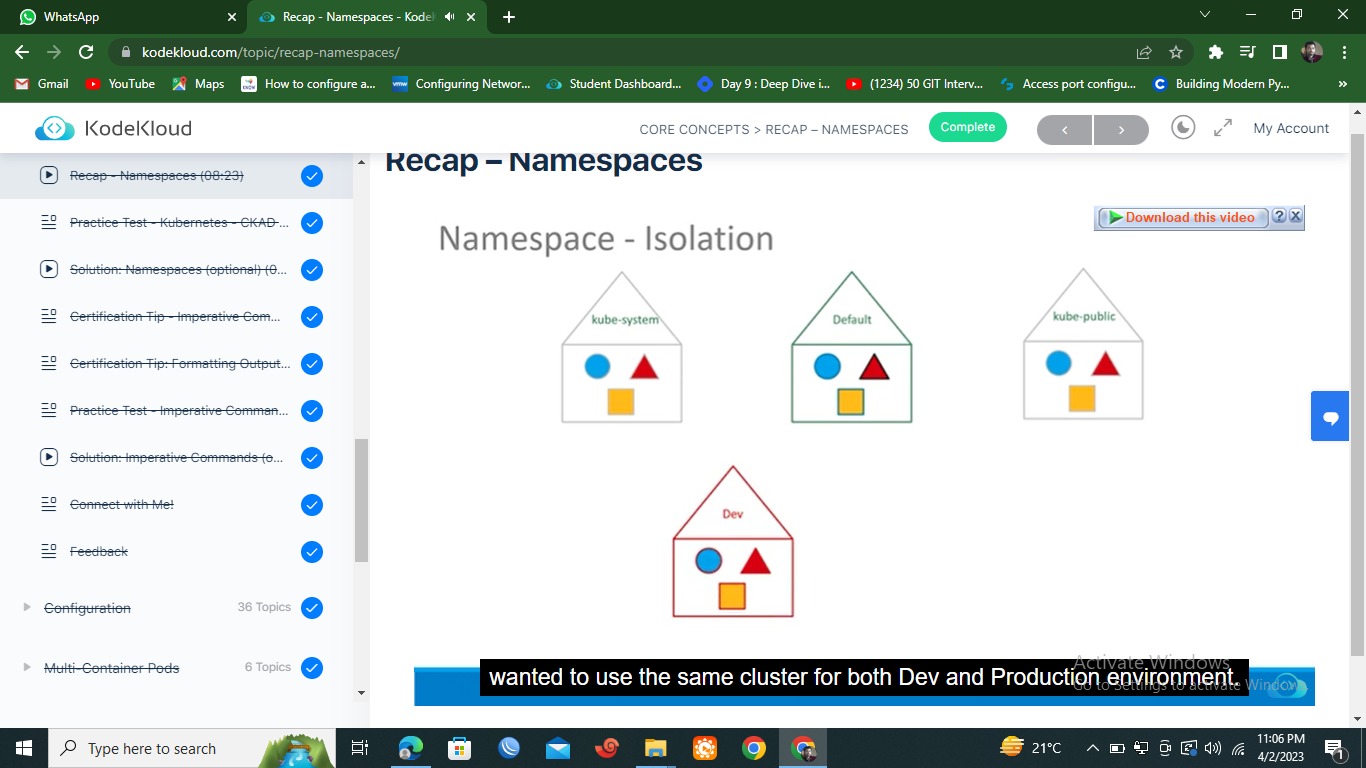 WhatsApp
Recap - Namespaces - KodeK
kodekloud.com/topic/recap-namespaces/
Gmail
YouTube
Maps
How to configure a...
Configuring Networ...
Student Dashboard...
Day 9 : Deep Dive i...
(1234) 50 GIT Interv...
Access port configu...
Building Modern Py...
KodeKloud
CORE CONCEPTS > RECAP – NAMESPACES
Complete
My Account
Recap - Namespaces (08:23)
Practice Test - Kubernetes - CKAD ...
Solution: Namespaces (optional) (0...
Certification Tip - Imperative Com...
Certification Tip: Formatting Output...
Practice Test - Imperative Comman...
Solution: Imperative Commands (o...
Connect with Me!
Feedback
Configuration
36 Topics
Multi-Container Pods
6 Topics
Recap – Namespaces
Download this video
?
X
Namespace - Isolation
kube-system
Default
kube-public
Dev
wanted to use the same cluster for both Dev and Production environment.
Activate Windows
Go to Settings to activate Windows.
Type here to search
21°C
11:06 PM
4/2/2023
1